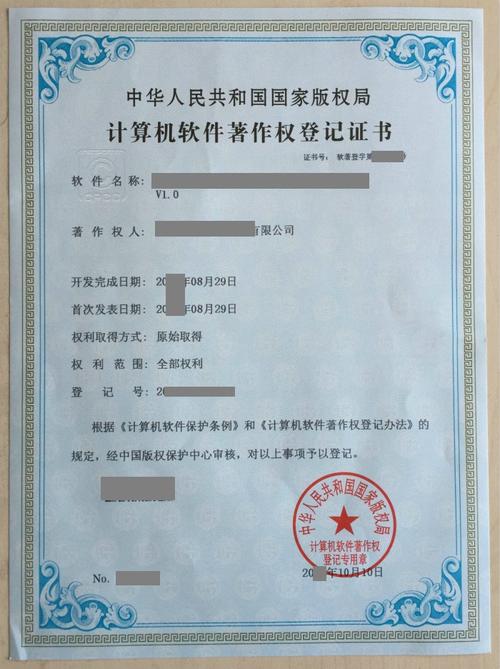 中华人民共和国国家版权局
计算机软件著作权登记证书
证书号： 软著登字第
软件名称：
V1.0
著作权人： 有限公司
开发完成日期： 20 年08月29日
首次发表日期： 20 年08月29日
权利取得方式： 原始取得
权利范围： 全部权利
登记号： 2
根据《计算机软件保护条例》和《计算机软件著作权登记办法》的
规定，经中国版权保护中心审核，对以上事项予以登记。
中华人民共和国国家版权局
计算机软件著作权
登记专用章
No. 20 年10月10日